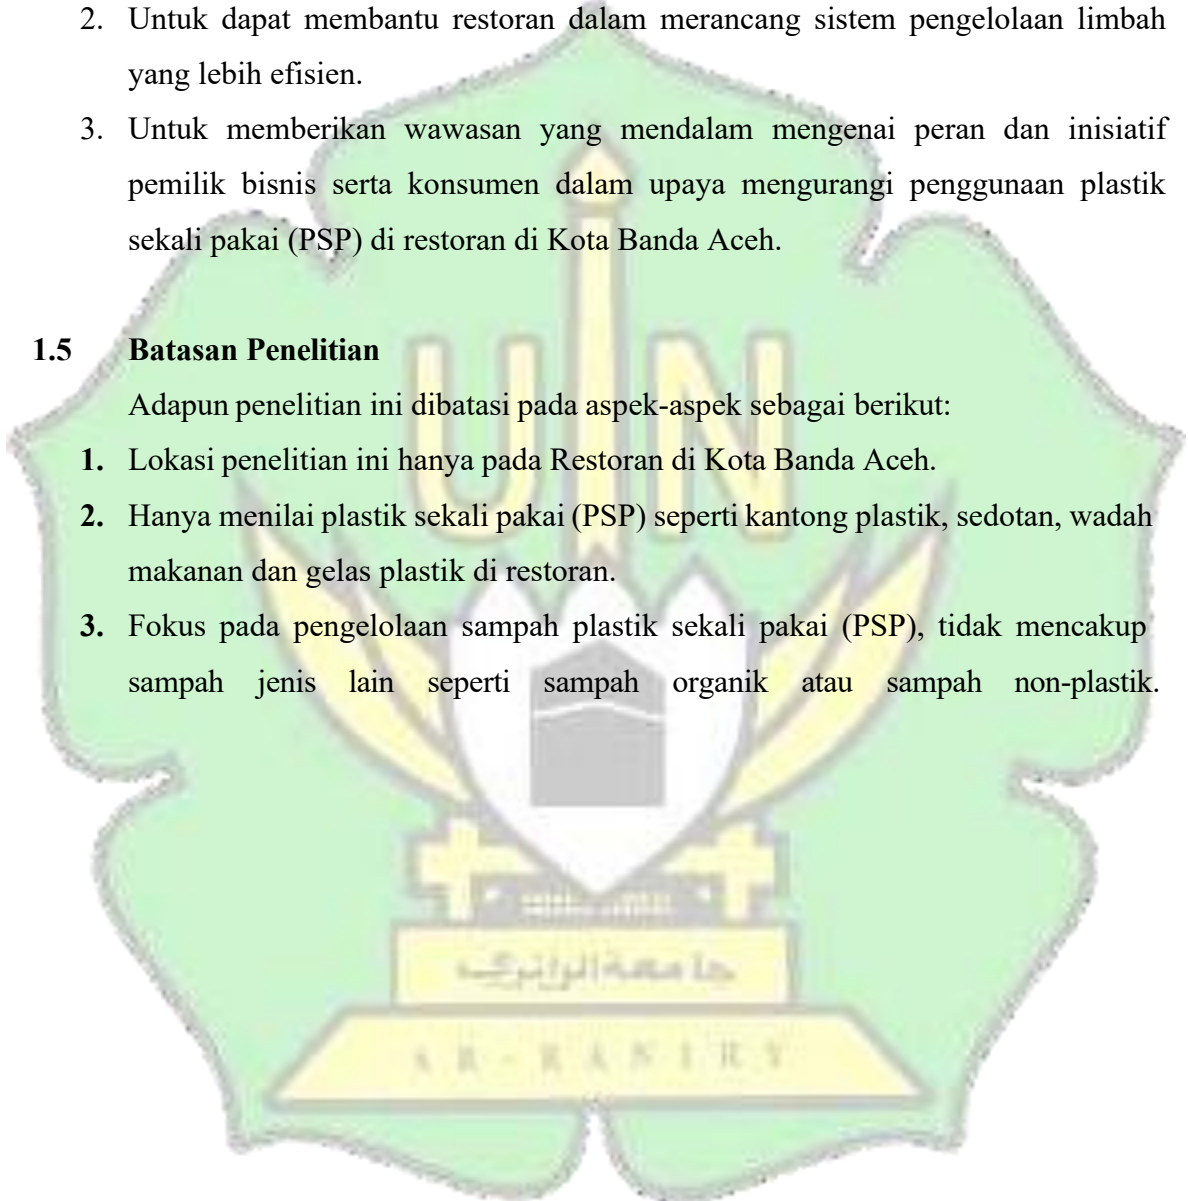 2. Untuk dapat membantu restoran dalam merancang sistem pengelolaan limbah
yang lebih efisien.
3. Untuk memberikan wawasan yang mendalam mengenai peran dan inisiatif
pemilik bisnis serta konsumen dalam upaya mengurangi penggunaan plastik
sekali pakai (PSP) di restoran di Kota Banda Aceh.
1.5 Batasan Penelitian
Adapun penelitian ini dibatasi pada aspek-aspek sebagai berikut:
1. Lokasi penelitian ini hanya pada Restoran di Kota Banda Aceh.
2. Hanya menilai plastik sekali pakai (PSP) seperti kantong plastik, sedotan, wadah
makanan dan gelas plastik di restoran.
3. Fokus pada pengelolaan sampah plastik sekali pakai (PSP), tidak mencakup
sampah jenis lain seperti sampah organik atau sampah non-plastik.
UIN
جامعة الرانيري
AR-RANIRY